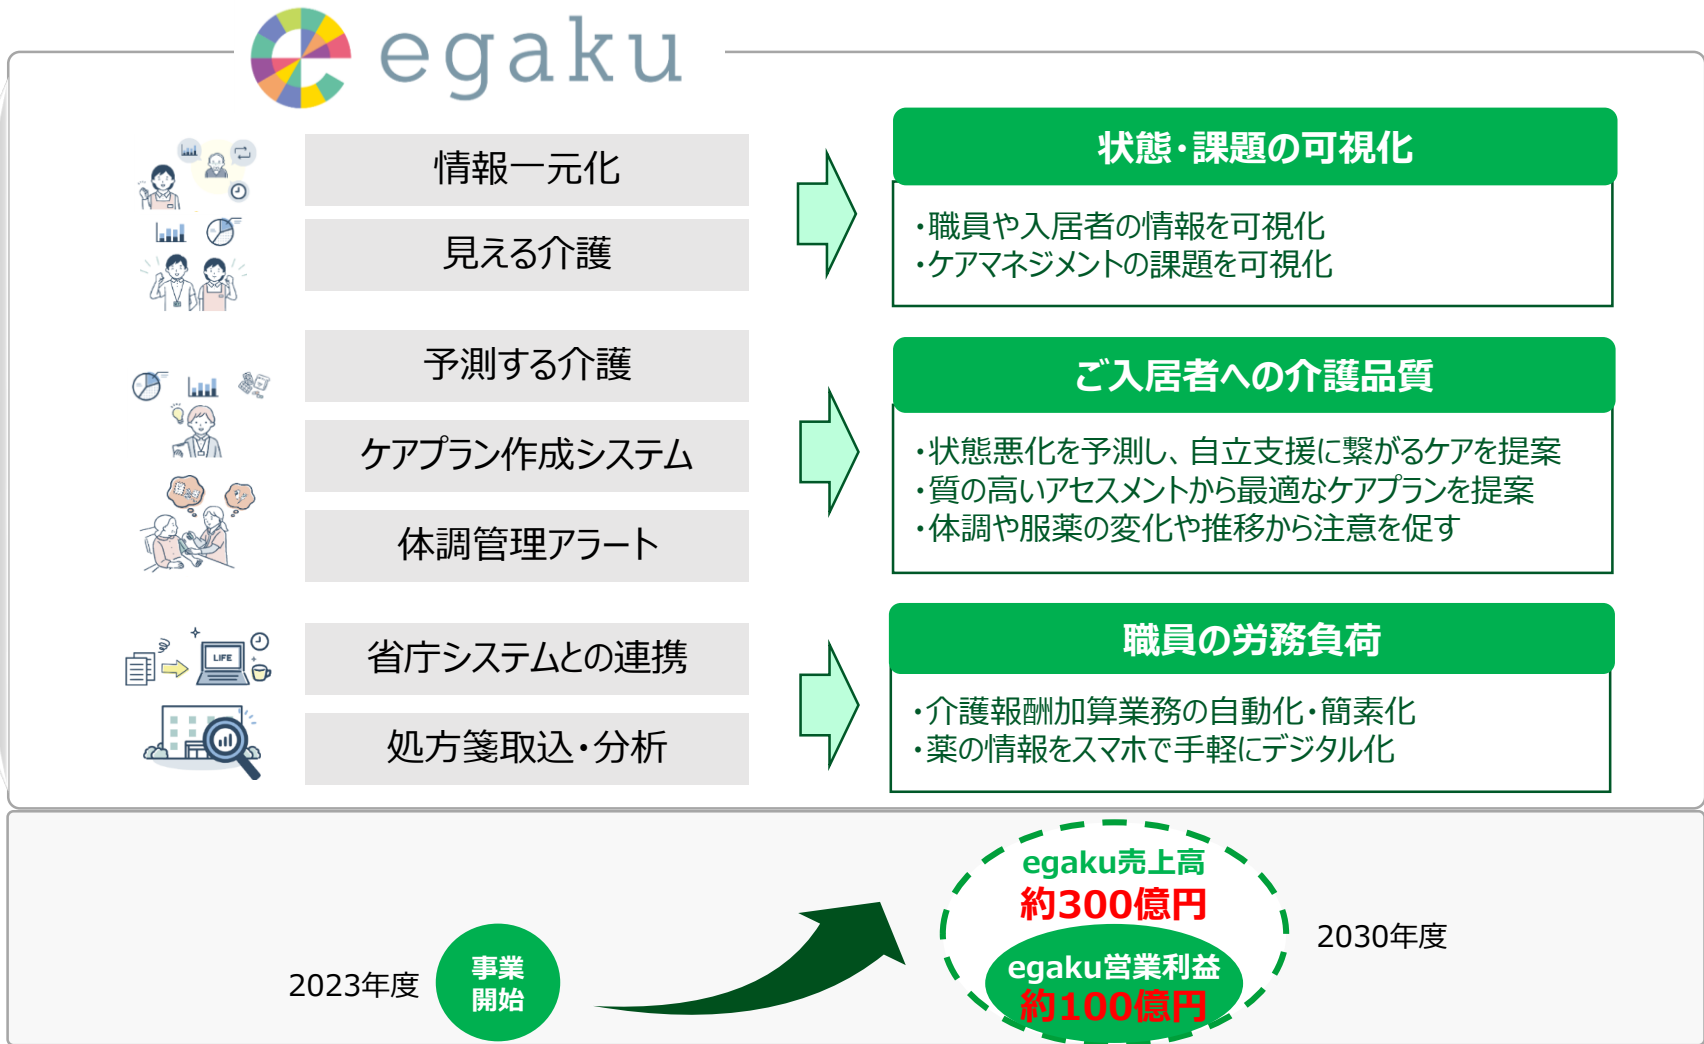 egaku
情報一元化
見える介護
状態・課題の可視化
・職員や入居者の情報を可視化
・ケアマネジメントの課題を可視化
予測する介護
ケアプラン作成システム
体調管理アラート
ご入居者への介護品質
・状態悪化を予測し、自立支援に繋がるケアを提案
・質の高いアセスメントから最適なケアプランを提案
・体調や服薬の変化や推移から注意を促す
LIFE
省庁システムとの連携
処方箋取込・分析
職員の労務負荷
・介護報酬加算業務の自動化・簡素化
・薬の情報をスマホで手軽にデジタル化
2023年度
事業
開始
egaku売上高
約300億円
egaku営業利益
約100億円
2030年度